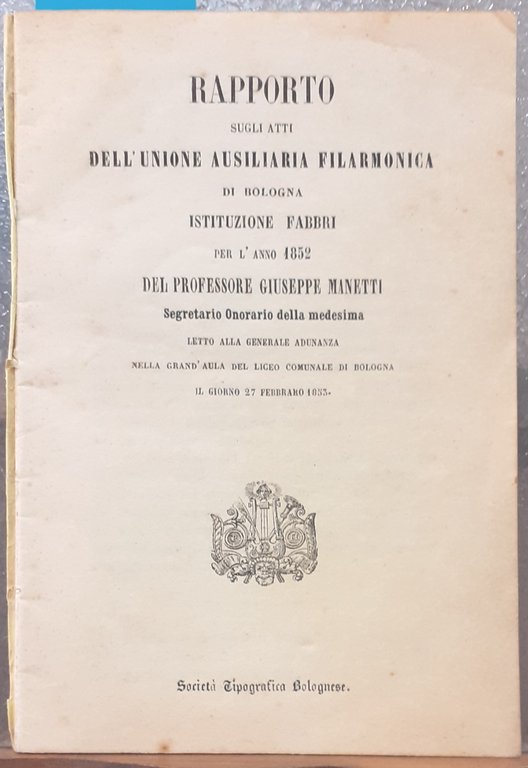 RAPPORTO
SUGLI ATTI
DELL'UNIONE AUSILIARIA FILARMONICA
DI BOLOGNA
ISTITUZIONE FABBRI
PER L'ANNO 1852
DEL PROFESSORE GIUSEPPE MANETTI
Segretario Onorario della medesima
LETTO ALLA GENERALE ADUNANZA
NELLA GRAND'AULA DEL LICEO COMUNALE DI BOLOGNA
IL GIORNO 27 FEBBRARO 1853.
Società Tipografica Bolognese.